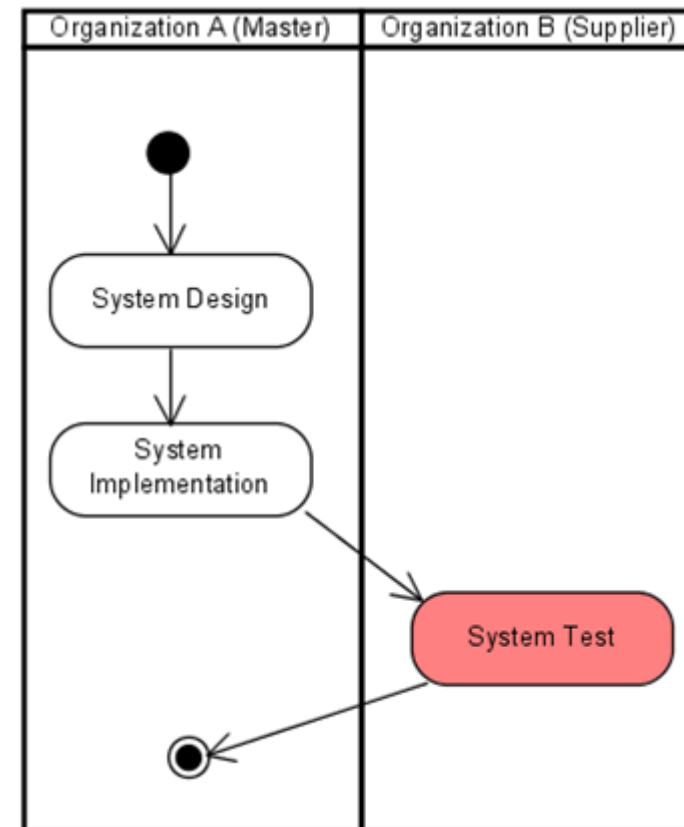 Organization A (Master)
Organization B (Supplier)
System Design
System
Implementation
System Test